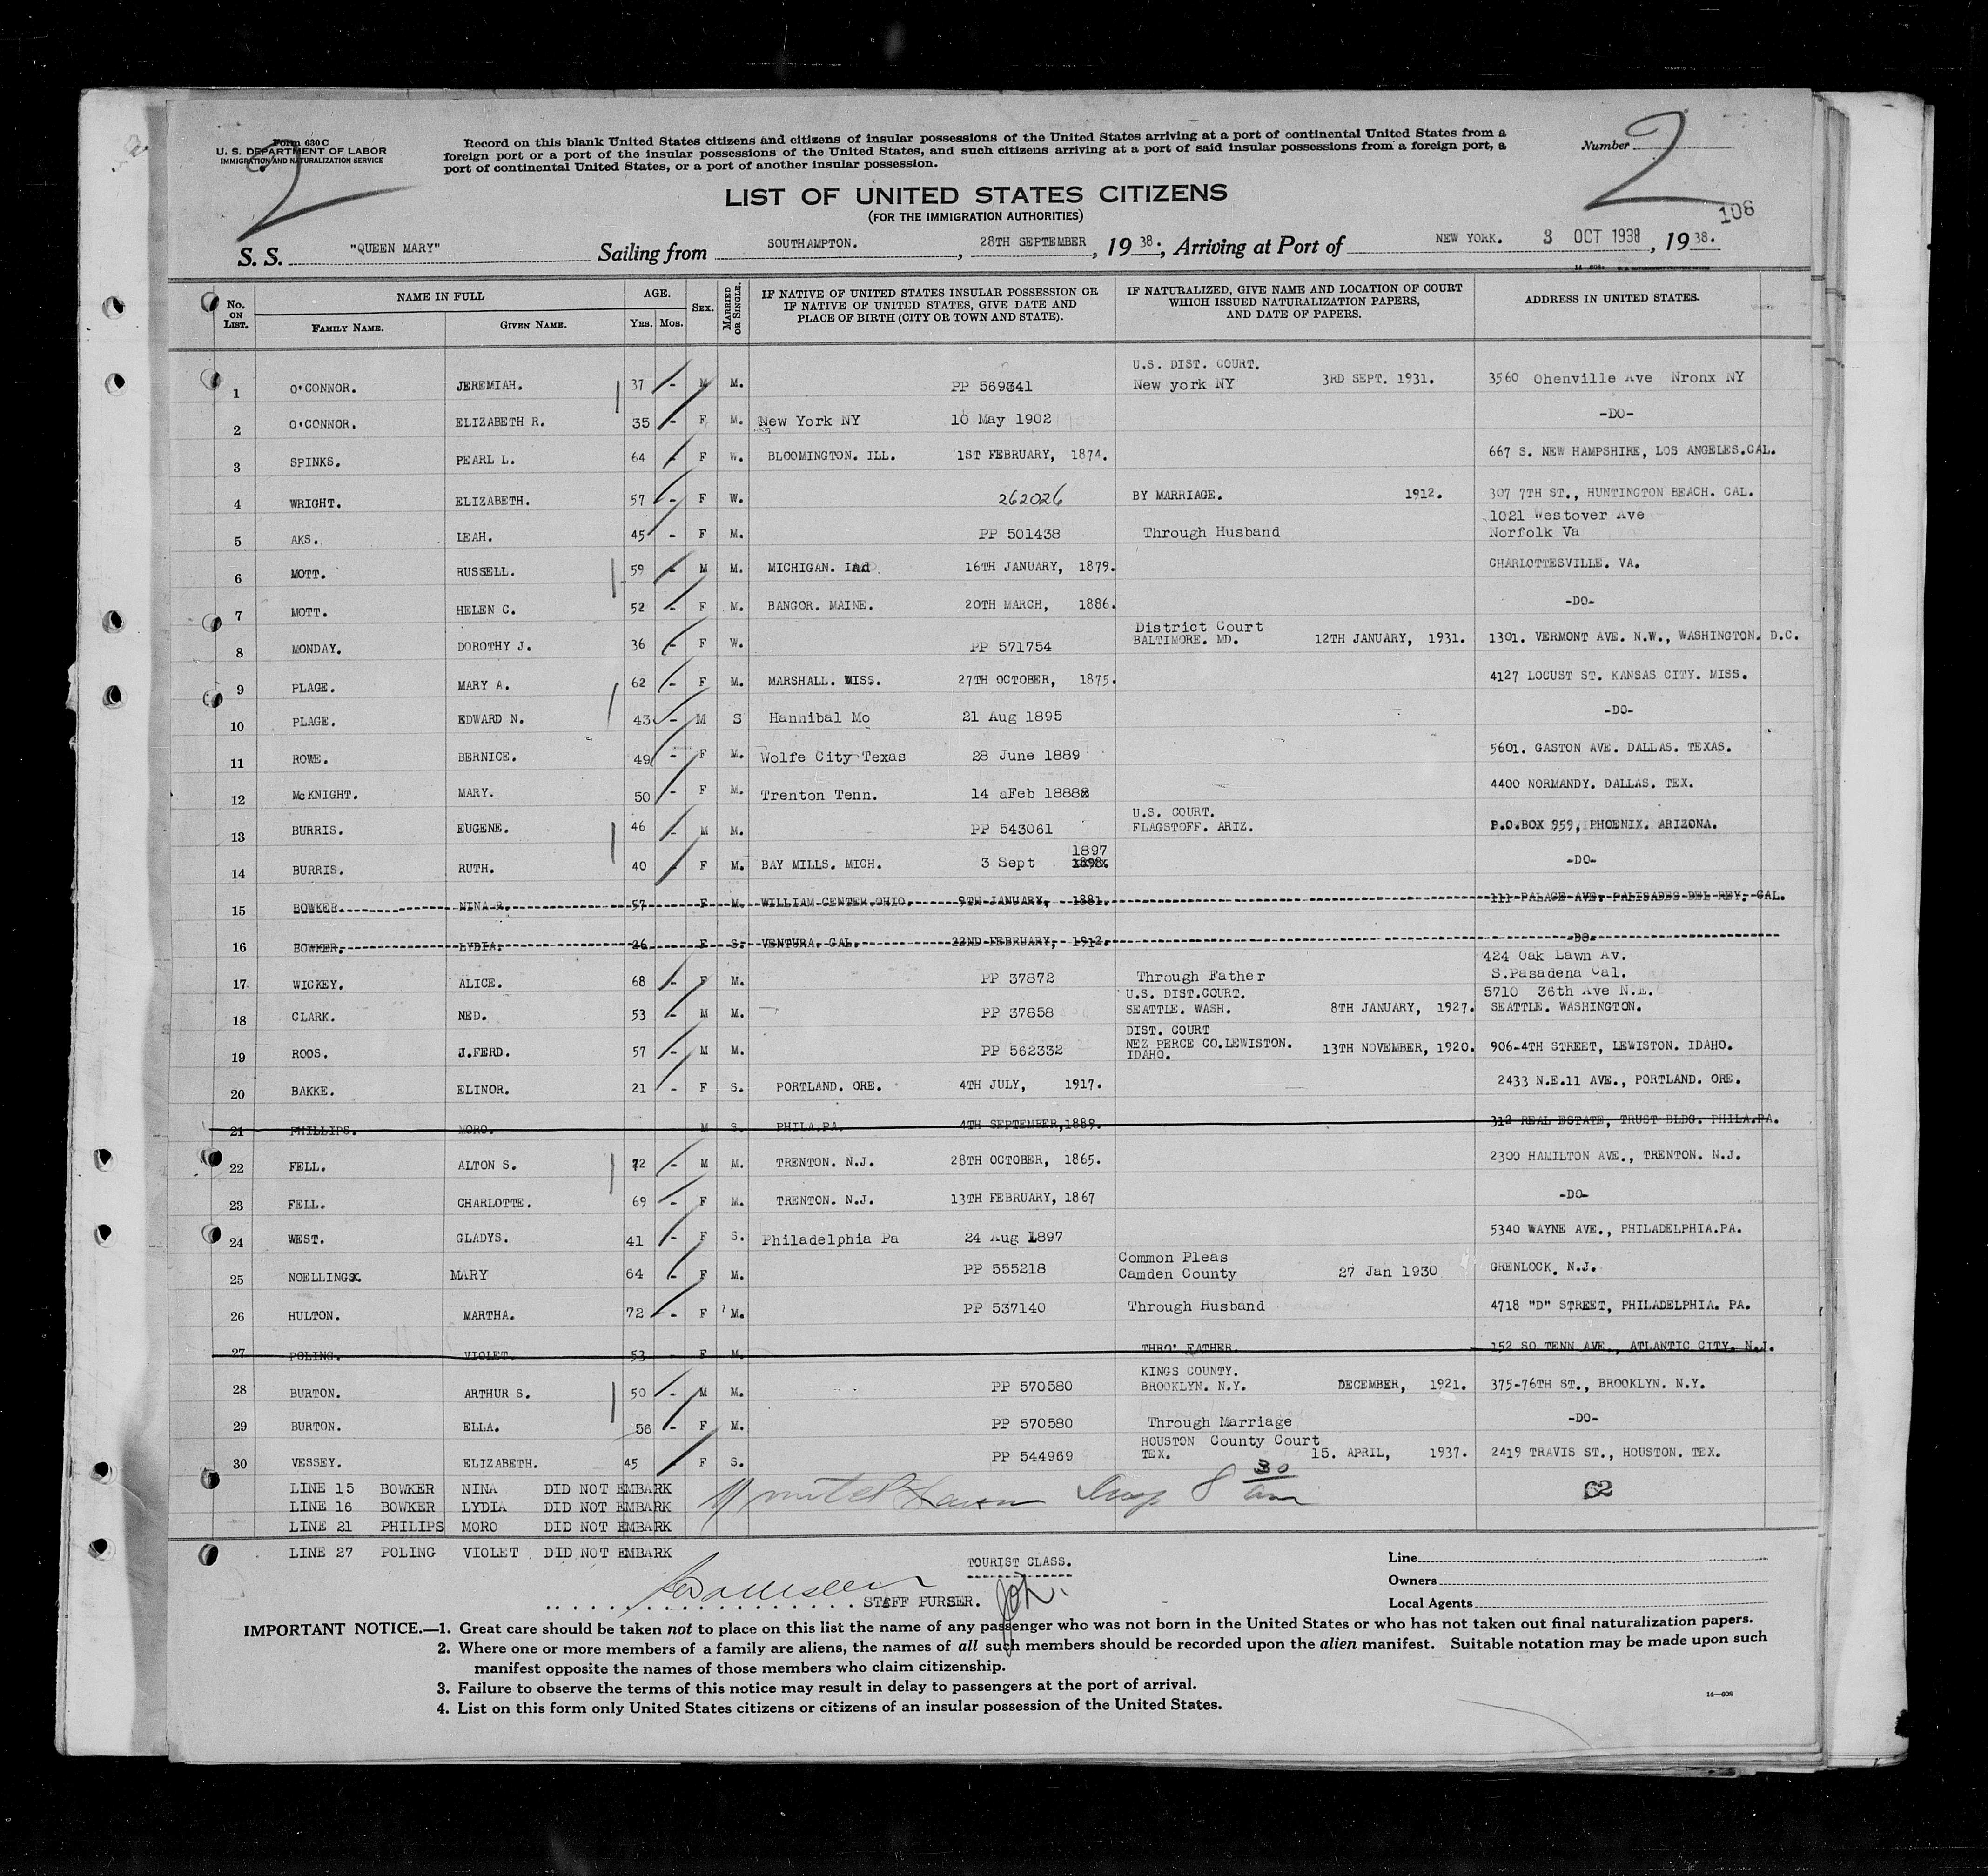 Form 630 C
U. S. DEPARTMENT OF LABOR
IMMIGRATION AND NATURALIZATION SERVICE
2
Record on this blank United States citizens and citizens of insular possessions of the United States arriving at a port of continental United States from a
foreign port or a port of the insular possessions of the United States, and such citizens arriving at a port of said insular possessions from a foreign port, a
port of continental United States, or a port of another insular possession.
Number 2
106
LIST OF UNITED STATES CITIZENS
(FOR THE IMMIGRATION AUTHORITIES)
S. S. "QUEEN MARY" Sailing from SOUTHAMPTON. , 28TH SEPTEMBER , 19 38. , Arriving at Port of NEW YORK. 3 OCT 1938 , 19 38.
No. ON LIST. NAME IN FULL FAMILY NAME. GIVEN NAME. AGE. Yrs. Mos. Sex. MARRIED OR SINGLE. IF NATIVE OF UNITED STATES INSULAR POSSESSION OR IF NATIVE OF UNITED STATES, GIVE DATE AND PLACE OF BIRTH (CITY OR TOWN AND STATE). IF NATURALIZED, GIVE NAME AND LOCATION OF COURT WHICH ISSUED NATURALIZATION PAPERS, AND DATE OF PAPERS. ADDRESS IN UNITED STATES.
1 O'CONNOR. JEREMIAH. 37 - M M. PP 569341 U.S. DIST. COURT. New york NY 3RD SEPT. 1931. 3560 Ohenville Ave Nronx NY
2 O'CONNOR. ELIZABETH R. 35 - F M. New York NY 10 May 1902 -DO-
3 SPINKS. PEARL L. 64 - F W. BLOOMINGTON. ILL. 1ST FEBRUARY, 1874. 667 S. NEW HAMPSHIRE, LOS ANGELES.CAL.
4 WRIGHT. ELIZABETH. 57 - F W. 262026 BY MARRIAGE. 1912. 307 7TH ST., HUNTINGTON BEACH. CAL.
5 AKS. LEAH. 45 - F M. PP 501438 Through Husband 1021 Westover Ave Norfolk Va
6 MOTT. RUSSELL. 59 - M M. MICHIGAN. Ind. 16TH JANUARY, 1879. CHARLOTTESVILLE. VA.
7 MOTT. HELEN C. 52 - F M. BANGOR. MAINE. 20TH MARCH, 1886. -DO-
8 MONDAY. DOROTHY J. 36 - F W. PP 571754 District Court BALTIMORE. MD. 12TH JANUARY, 1931. 1301. VERMONT AVE. N.W., WASHINGTON. D.C.
9 PLAGE. MARY A. 62 - F M. MARSHALL. MISS. 27TH OCTOBER, 1875. 4127 LOCUST ST. KANSAS CITY. MISS.
10 PLAGE. EDWARD N. 43 - M S Hannibal Mo 21 Aug 1895 -DO-
11 ROWE. BERNICE. 49 - F M. Wolfe City Texas 28 June 1889 5601. GASTON AVE. DALLAS. TEXAS.
12 McKNIGHT. MARY. 50 - F M. Trenton Tenn. 14 aFeb 1888 4400 NORMANDY. DALLAS. TEX.
13 BURRIS. EUGENE. 46 - M M. PP 543061 U.S. COURT. FLAGSTOFF. ARIZ. P.O.BOX 959, PHOENIX. ARIZONA.
14 BURRIS. RUTH. 40 - F M. BAY MILLS. MICH. 3 Sept 1897 -DO-
15 BOWKER. NINA R. 57 F M. WILLIAM CENTER.OHIO. 9TH JANUARY, 1881. 111 PALACE AVE. PALISADES DEL REY. CAL.
16 BOWKER. LYDIA. 26 F S. VENTURA. CAL. 22ND FEBRUARY, 1912. -DO-
17 WICKEY. ALICE. 68 - F M. PP 37872 Through Father 424 Oak Lawn Av. S.Pasadena Cal.
18 CLARK. NED. 53 - M M. PP 37858 U.S. DIST.COURT. SEATTLE. WASH. 8TH JANUARY, 1927. 5710 36th Ave N.E. SEATTLE. WASHINGTON.
19 ROOS. J.FERD. 57 - M M. PP 562332 DIST. COURT NEZ PERCE CO.LEWISTON. IDAHO. 13TH NOVEMBER, 1920. 906-4TH STREET, LEWISTON. IDAHO.
20 BAKKE. ELINOR. 21 - F S. PORTLAND. ORE. 4TH JULY, 1917. 2433 N.E.11 AVE., PORTLAND. ORE.
21 PHILLIPS. MORO. M S. PHILA.PA. 4TH SEPTEMBER,1889. 312 REAL ESTATE, TRUST BLDG. PHILA.PA.
22 FELL. ALTON S. 72 - M M. TRENTON. N.J. 28TH OCTOBER, 1865. 2300 HAMILTON AVE., TRENTON. N.J.
23 FELL. CHARLOTTE. 69 - F M. TRENTON. N.J. 13TH FEBRUARY, 1867 -DO-
24 WEST. GLADYS. 41 - F S. Philadelphia Pa 24 Aug 1897 5340 WAYNE AVE., PHILADELPHIA.PA.
25 NOELLING MARY 64 - F M. PP 555218 Common Pleas Camden County 27 Jan 1930 GRENLOCK. N.J.
26 HULTON. MARTHA. 72 - F M. PP 537140 Through Husband 4718 "D" STREET, PHILADELPHIA. PA.
27 POLING. VIOLET. 53 F M. THRO' FATHER. 152 SO TENN AVE., ATLANTIC CITY. N.J.
28 BURTON. ARTHUR S. 50 - M M. PP 570580 KINGS COUNTY. BROOKLYN. N.Y. DECEMBER, 1921. 375-76TH ST., BROOKLYN. N.Y.
29 BURTON. ELLA. 56 - F M. PP 570580 Through Marriage -DO-
30 VESSEY. ELIZABETH. 45 - F S. PP 544969 HOUSTON County Court TEX. 15. APRIL, 1937. 2419 TRAVIS ST., HOUSTON. TEX.
LINE 15 BOWKER NINA DID NOT EMBARK
LINE 16 BOWKER LYDIA DID NOT EMBARK
LINE 21 PHILIPS MORO DID NOT EMBARK
LINE 27 POLING VIOLET DID NOT EMBARK
8 30 am
62
TOURIST CLASS.
STAFF PURSER.
Line
Owners
Local Agents
IMPORTANT NOTICE.—1. Great care should be taken not to place on this list the name of any passenger who was not born in the United States or who has not taken out final naturalization papers.
2. Where one or more members of a family are aliens, the names of all such members should be recorded upon the alien manifest. Suitable notation may be made upon such
manifest opposite the names of those members who claim citizenship.
3. Failure to observe the terms of this notice may result in delay to passengers at the port of arrival.
4. List on this form only United States citizens or citizens of an insular possession of the United States.
14—608